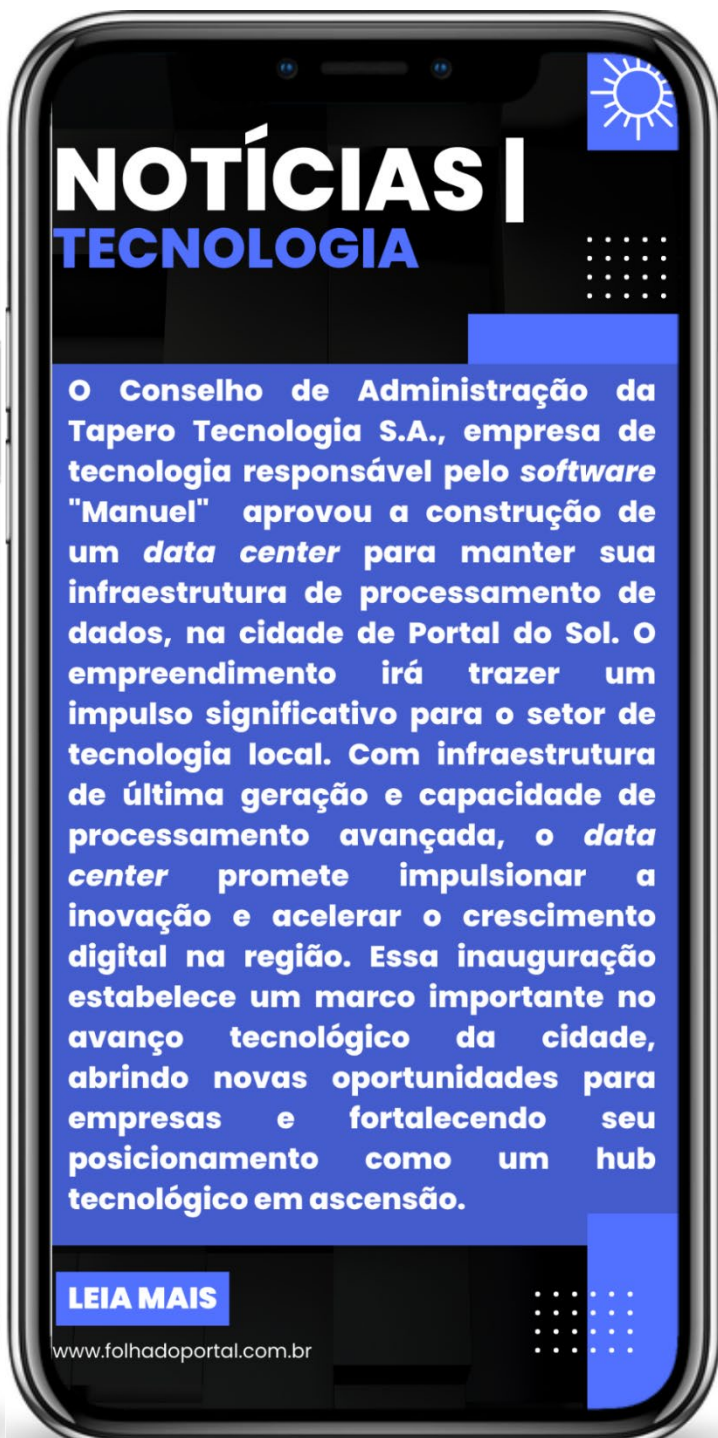 NOTÍCIAS|
TECNOLOGIA
O Conselho de Administração da
Tapero Tecnologia S.A., empresa de
tecnologia responsável pelo software
"Manuel"  aprovou a construção de
um data center para manter sua
infraestrutura de processamento de
dados, na cidade de Portal do Sol. O
empreendimento irá trazer um
impulso significativo para o setor de
tecnologia local. Com infraestrutura
de última geração e capacidade de
processamento avançada, o data
center promete impulsionar a
inovação e acelerar o crescimento
digital na região. Essa inauguração
estabelece um marco importante no
avanço tecnológico da cidade,
abrindo novas oportunidades para
empresas e fortalecendo seu
posicionamento como um hub
tecnológico em ascensão.
LEIA MAIS
www.folhadoportal.com.br